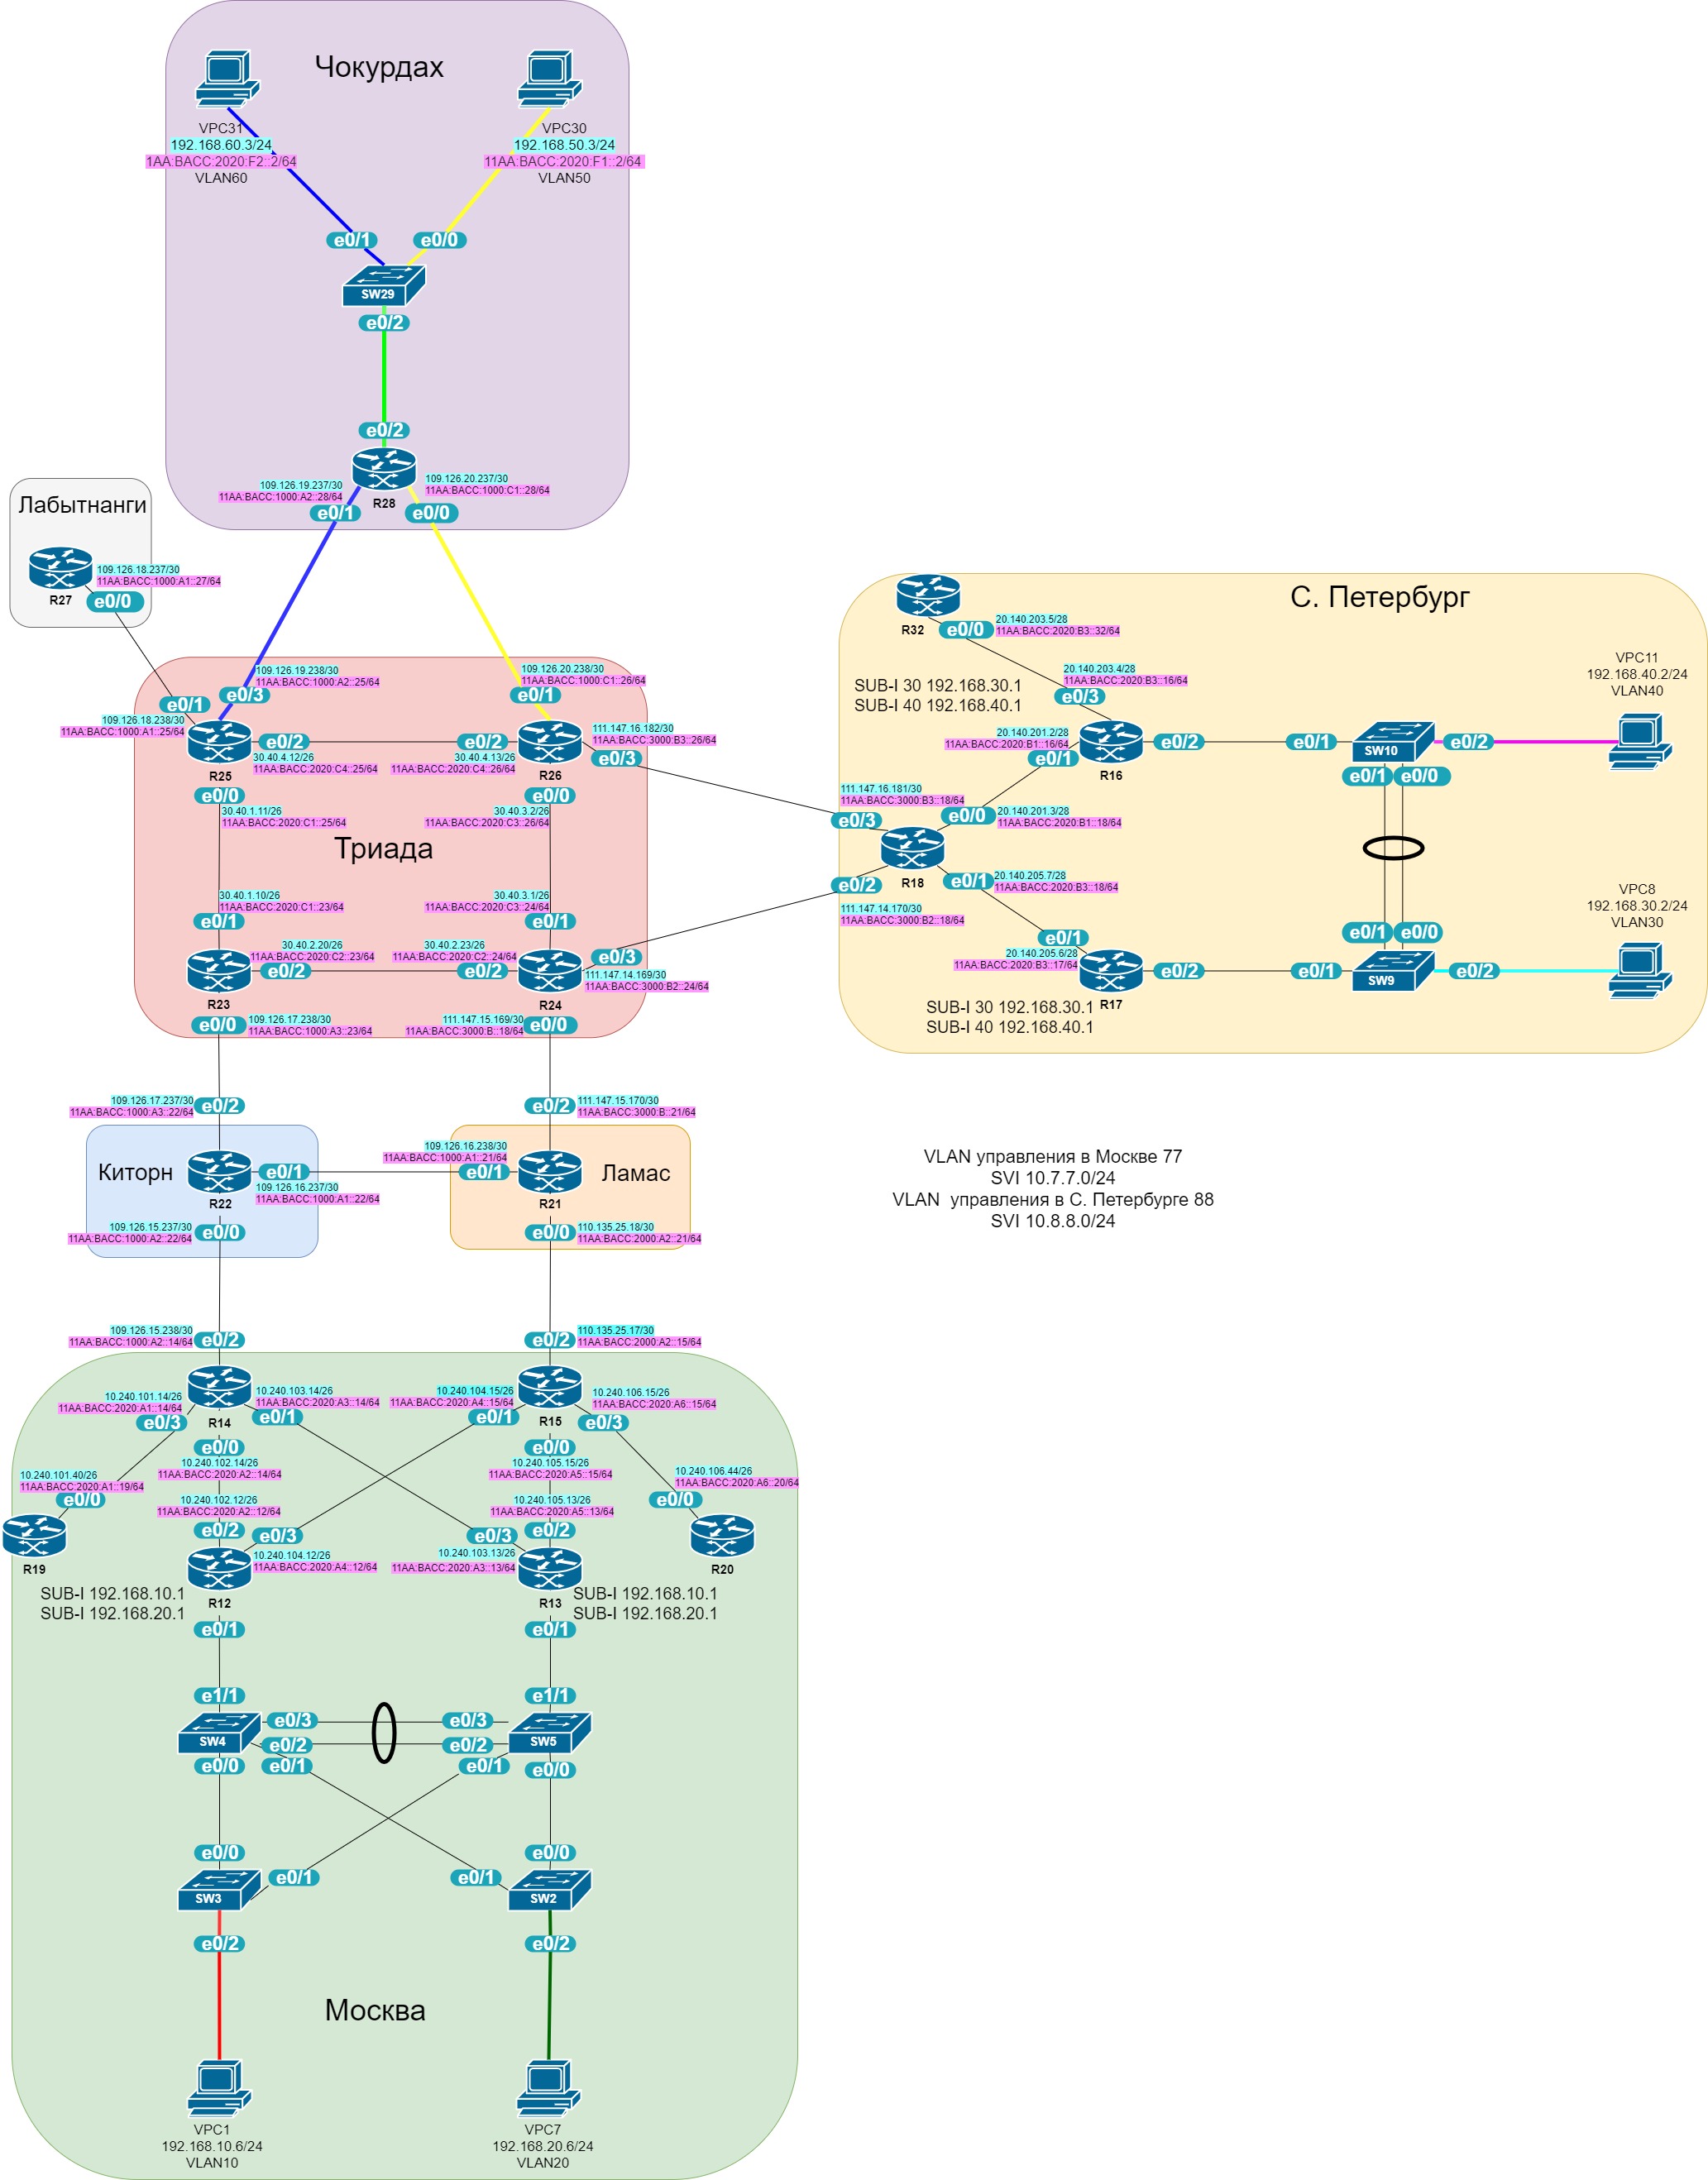 Чокурдах
VPC31
192.168.60.3/24
1AA:BACC:2020:F2::2/64
VLAN60
VPC30
192.168.50.3/24
11AA:BACC:2020:F1::2/64
VLAN50
e0/1
e0/0
SW29
e0/2
e0/2
109.126.19.237/30
11AA:BACC:1000:A2::28/64
109.126.20.237/30
11AA:BACC:1000:C1::28/64
R28
e0/1
e0/0
Лабытнанги
109.126.18.237/30
11AA:BACC:1000:A1::27/64
R27
e0/0
С. Петербург
R32
e0/0
20.140.203.5/28
11AA:BACC:2020:B3::32/64
20.140.203.4/28
11AA:BACC:2020:B3::16/64
e0/3
SUB-I 30 192.168.30.1
SUB-I 40 192.168.40.1
VPC11
192.168.40.2/24
VLAN40
20.140.201.2/28
11AA:BACC:2020:B1::16/64
e0/1
R16
e0/2
e0/1
SW10
e0/2
e0/1
e0/0
111.147.16.181/30
11AA:BACC:3000:B3::18/64
e0/3
e0/0
20.140.201.3/28
11AA:BACC:2020:B1::18/64
R18
e0/2
e0/1
20.140.205.7/28
11AA:BACC:2020:B3::18/64
111.147.14.170/30
11AA:BACC:3000:B2::18/64
VPC8
192.168.30.2/24
VLAN30
e0/1
e0/0
e0/1
20.140.205.6/28
11AA:BACC:2020:B3::17/64
R17
e0/2
e0/1
SW9
e0/2
SUB-I 30 192.168.30.1
SUB-I 40 192.168.40.1
109.126.19.238/30
11AA:BACC:1000:A2::25/64
e0/3
109.126.20.238/30
11AA:BACC:1000:C1::26/64
e0/1
e0/1
109.126.18.238/30
11AA:BACC:1000:A1::25/64
R25
e0/2
30.40.4.12/26
11AA:BACC:2020:C4::25/64
e0/2
30.40.4.13/26
11AA:BACC:2020:C4::26/64
R26
111.147.16.182/30
11AA:BACC:3000:B3::26/64
e0/3
e0/0
30.40.1.11/26
11AA:BACC:2020:C1::25/64
e0/0
30.40.3.2/26
11AA:BACC:2020:C3::26/64
Триада
30.40.1.10/26
11AA:BACC:2020:C1::23/64
e0/1
30.40.3.1/26
11AA:BACC:2020:C3::24/64
e0/1
30.40.2.20/26
11AA:BACC:2020:C2::23/64
e0/2
30.40.2.23/26
11AA:BACC:2020:C2::24/64
e0/2
e0/3
111.147.14.169/30
11AA:BACC:3000:B2::24/64
R23
R24
e0/0
109.126.17.238/30
11AA:BACC:1000:A3::23/64
111.147.15.169/30
11AA:BACC:3000:B::18/64
e0/0
109.126.17.237/30
11AA:BACC:1000:A3::22/64
e0/2
e0/2
111.147.15.170/30
11AA:BACC:3000:B::21/64
Киторн
R22
e0/1
109.126.16.237/30
11AA:BACC:1000:A1::22/64
109.126.16.238/30
11AA:BACC:1000:A1::21/64
e0/1
R21
Ламас
109.126.15.237/30
11AA:BACC:1000:A2::22/64
e0/0
e0/0
110.135.25.18/30
11AA:BACC:2000:A2::21/64
VLAN управления в Москве 77
SVI 10.7.7.0/24
VLAN управления в С. Петербурге 88
SVI 10.8.8.0/24
109.126.15.238/30
11AA:BACC:1000:A2::14/64
e0/2
e0/2
110.135.25.17/30
11AA:BACC:2000:A2::15/64
10.240.101.14/26
11AA:BACC:2020:A1::14/64
e0/3
R14
10.240.103.14/26
11AA:BACC:2020:A3::14/64
e0/1
10.240.104.15/26
11AA:BACC:2020:A4::15/64
e0/1
R15
10.240.106.15/26
11AA:BACC:2020:A6::15/64
e0/3
e0/0
10.240.102.14/26
11AA:BACC:2020:A2::14/64
e0/0
10.240.105.15/26
11AA:BACC:2020:A5::15/64
10.240.101.40/26
11AA:BACC:2020:A1::19/64
e0/0
R19
10.240.106.44/26
11AA:BACC:2020:A6::20/64
e0/0
R20
10.240.102.12/26
11AA:BACC:2020:A2::12/64
e0/2
e0/3
10.240.104.12/26
11AA:BACC:2020:A4::12/64
R12
10.240.105.13/26
11AA:BACC:2020:A5::13/64
e0/3
e0/2
10.240.103.13/26
11AA:BACC:2020:A3::13/64
R13
SUB-I 192.168.10.1
SUB-I 192.168.20.1
SUB-I 192.168.10.1
SUB-I 192.168.20.1
e0/1
e0/1
e1/1
e1/1
SW4
e0/3
e0/3
SW5
e0/2
e0/2
e0/0
e0/1
e0/1
e0/0
e0/0
e0/0
SW3
e0/1
e0/1
SW2
e0/2
e0/2
Москва
VPC1
192.168.10.6/24
VLAN10
VPC7
192.168.20.6/24
VLAN20